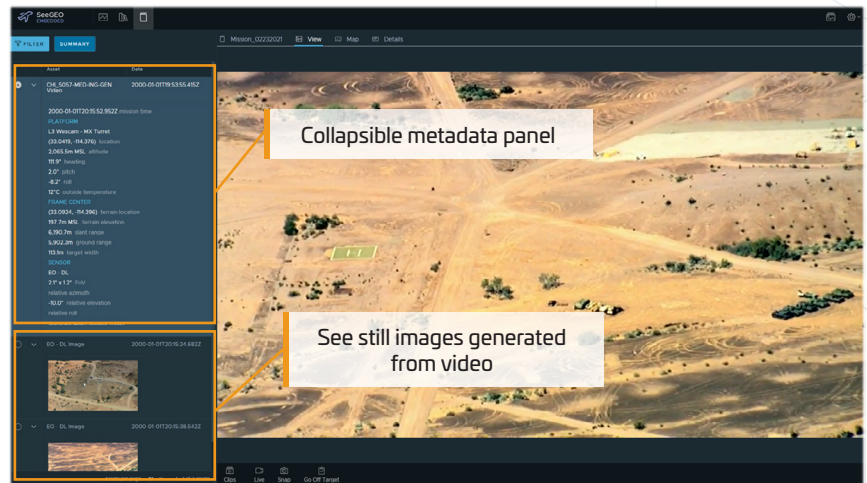 SeeGEO
FILTER
SUMMARY
Mission_02232021
View
Map
Details
Asset
Date
CHI_5057-MED-ING-GEN
Video
2000-01-01T19:53:55.415Z
2000-01-01T20:15:52.952Z mission time
PLATFORM
L3 Wescam - MX Turret
(33.0419, -114.376) location
2,065.5m MSL altitude
111.9° heading
2.0° pitch
-8.2° roll
12°C outside temperature
FRAME CENTER
(33.0924, -114.396) terrain location
197.7m MSL terrain elevation
6,190.7m slant range
5,902.2m ground range
113.1m target width
SENSOR
EO - DL
2.1° x 1.2° FoV
relative azimuth
-10.0° relative elevation
relative roll
Collapsible metadata panel
EO - DL Image
2000-01-01T20:15:24.682Z
See still images generated
from video
EO - DL Image
2000-01-01T20:15:38.542Z
Clips
Live
Snap
Go Off Target